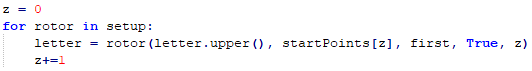 z = 0
for rotor in setup:
    letter = rotor(letter.upper(), startPoints[z], first, True, z)
    z+=1